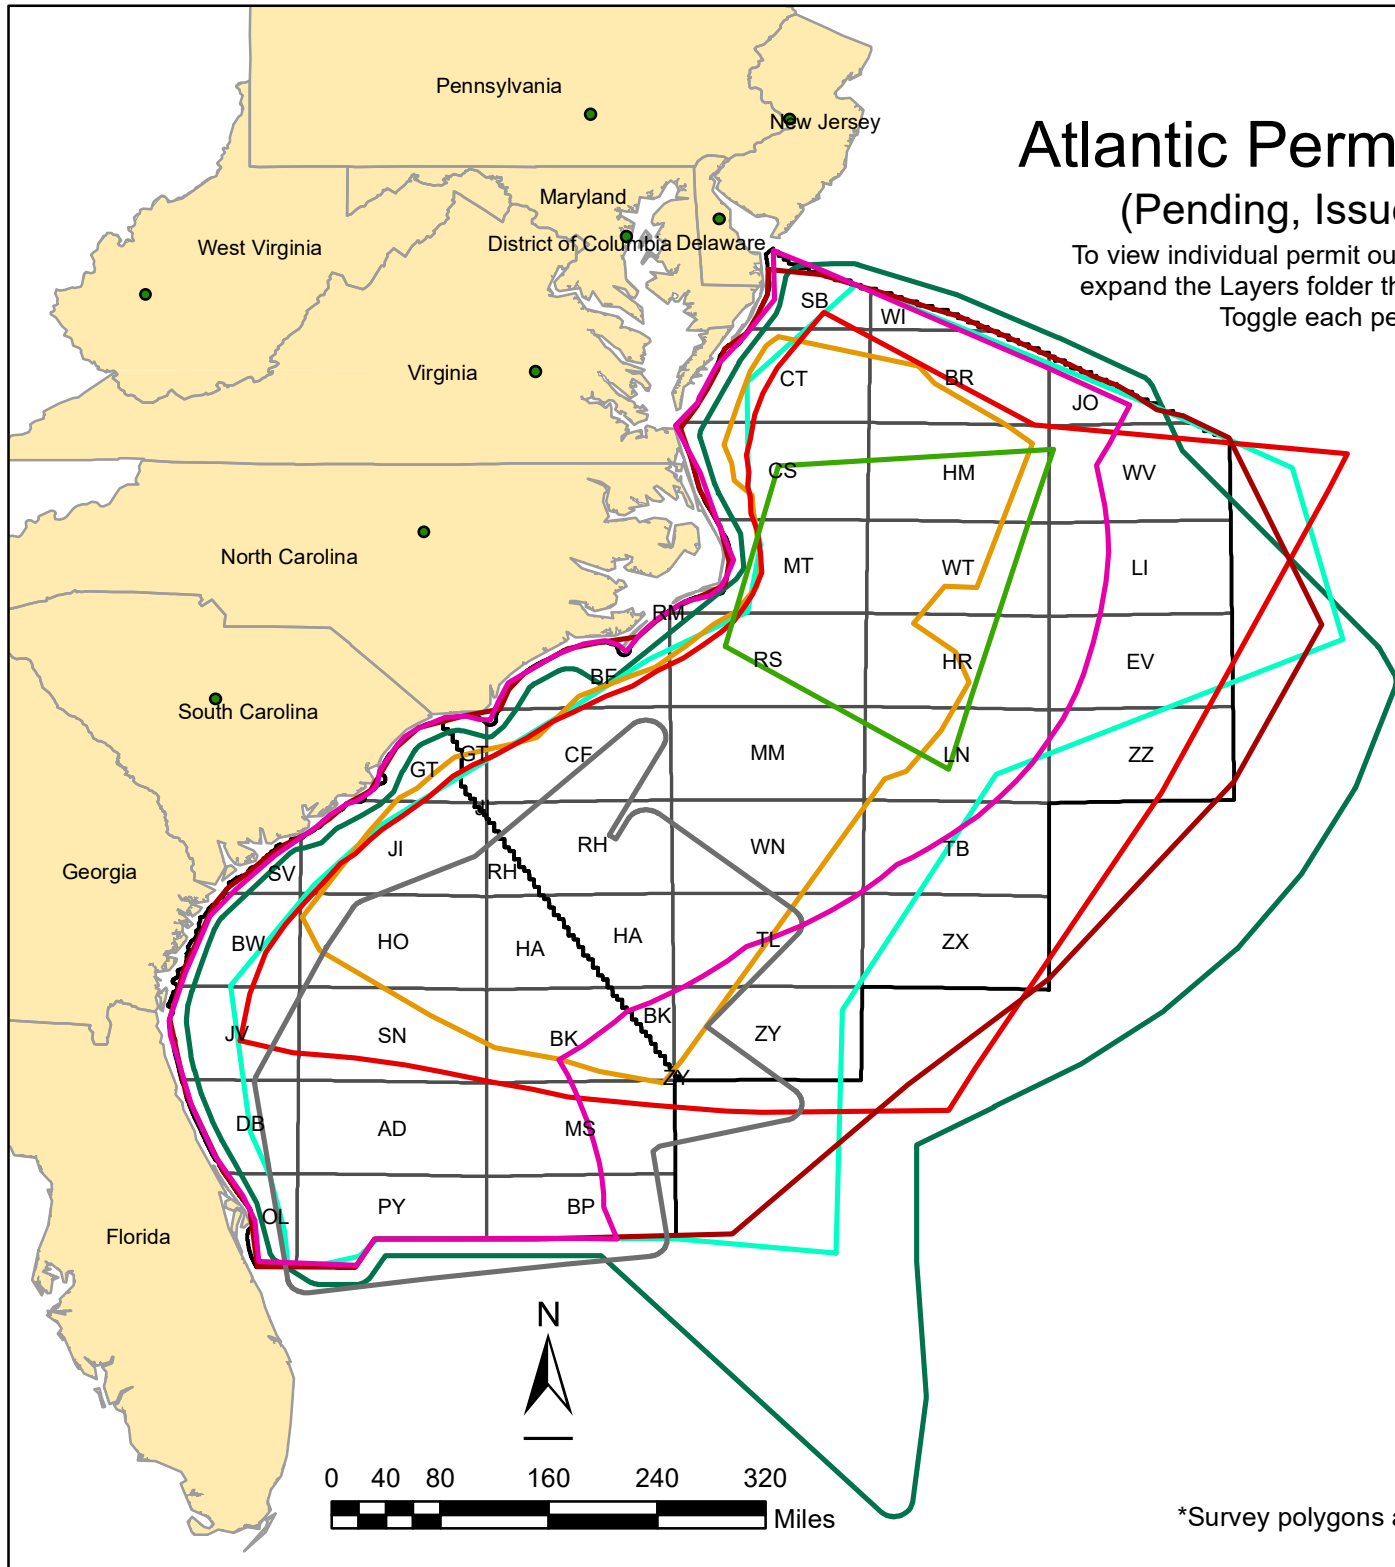 Pennsylvania
New Jersey
Atlantic Perm
(Pending, Issue
To view individual permit ou
expand the Layers folder th
Toggle each pe
Maryland
West Virginia
District of Columbia
Delaware
Virginia
North Carolina
South Carolina
Georgia
Florida
SB
WI
CT
BR
JO
CS
HM
WV
MT
WT
LI
RM
RS
HR
EV
BF
GT
GT
CF
MM
LN
ZZ
JI
RH
RH
WN
TB
SV
BW
HO
HA
HA
TL
ZX
JV
SN
BK
BK
ZY
ZY
DB
AD
MS
OL
PY
BP
N
0 40 80 160 240 320
Miles
*Survey polygons a